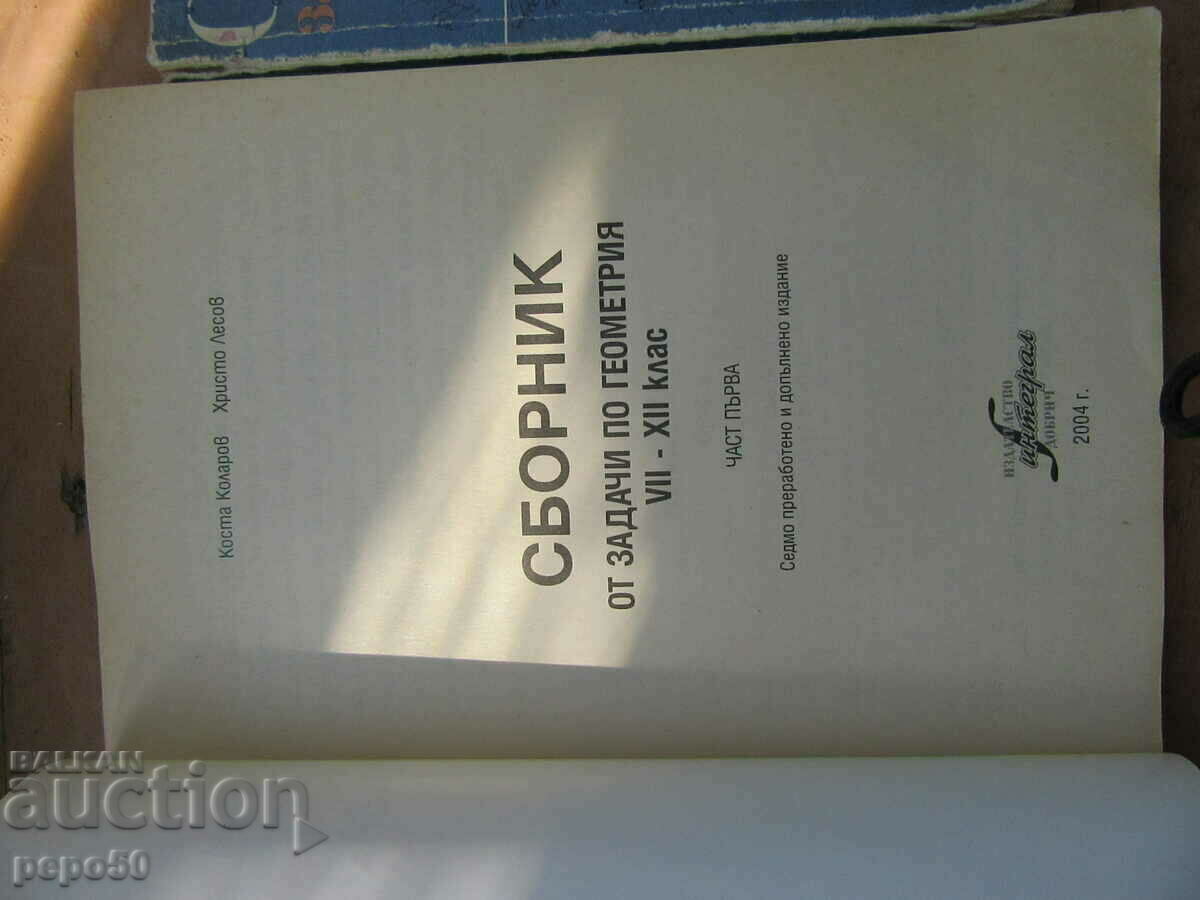 Коста Коларов Христо Лесов
СБОРНИК
ОТ ЗАДАЧИ ПО ГЕОМЕТРИЯ
VII - XII клас
ЧАСТ ПЪРВА
Седмо преработено и допълнено издание
ИЗДАТЕЛСТВО
интеграл
ДОБРИЧ
2004 г.
BALKAN
auction
pepo50